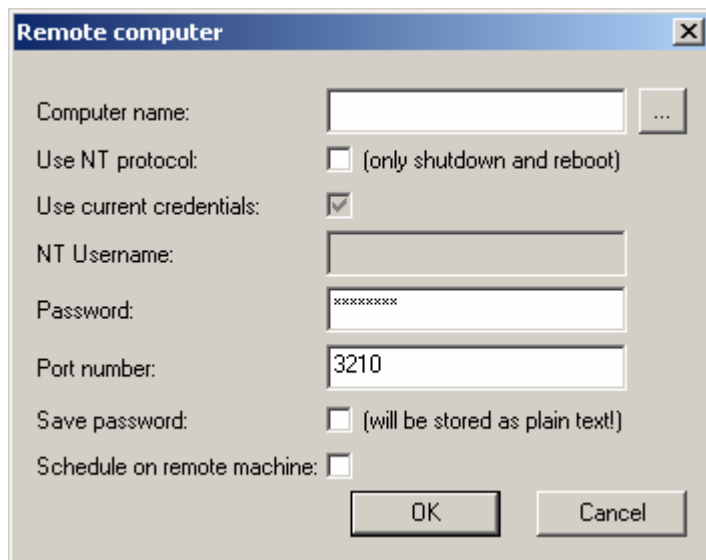 Remote computer
Computer name: ...
Use NT protocol: (only shutdown and reboot)
Use current credentials:
NT Username:
Password: ********
Port number: 3210
Save password: (will be stored as plain text!)
Schedule on remote machine:
OK Cancel